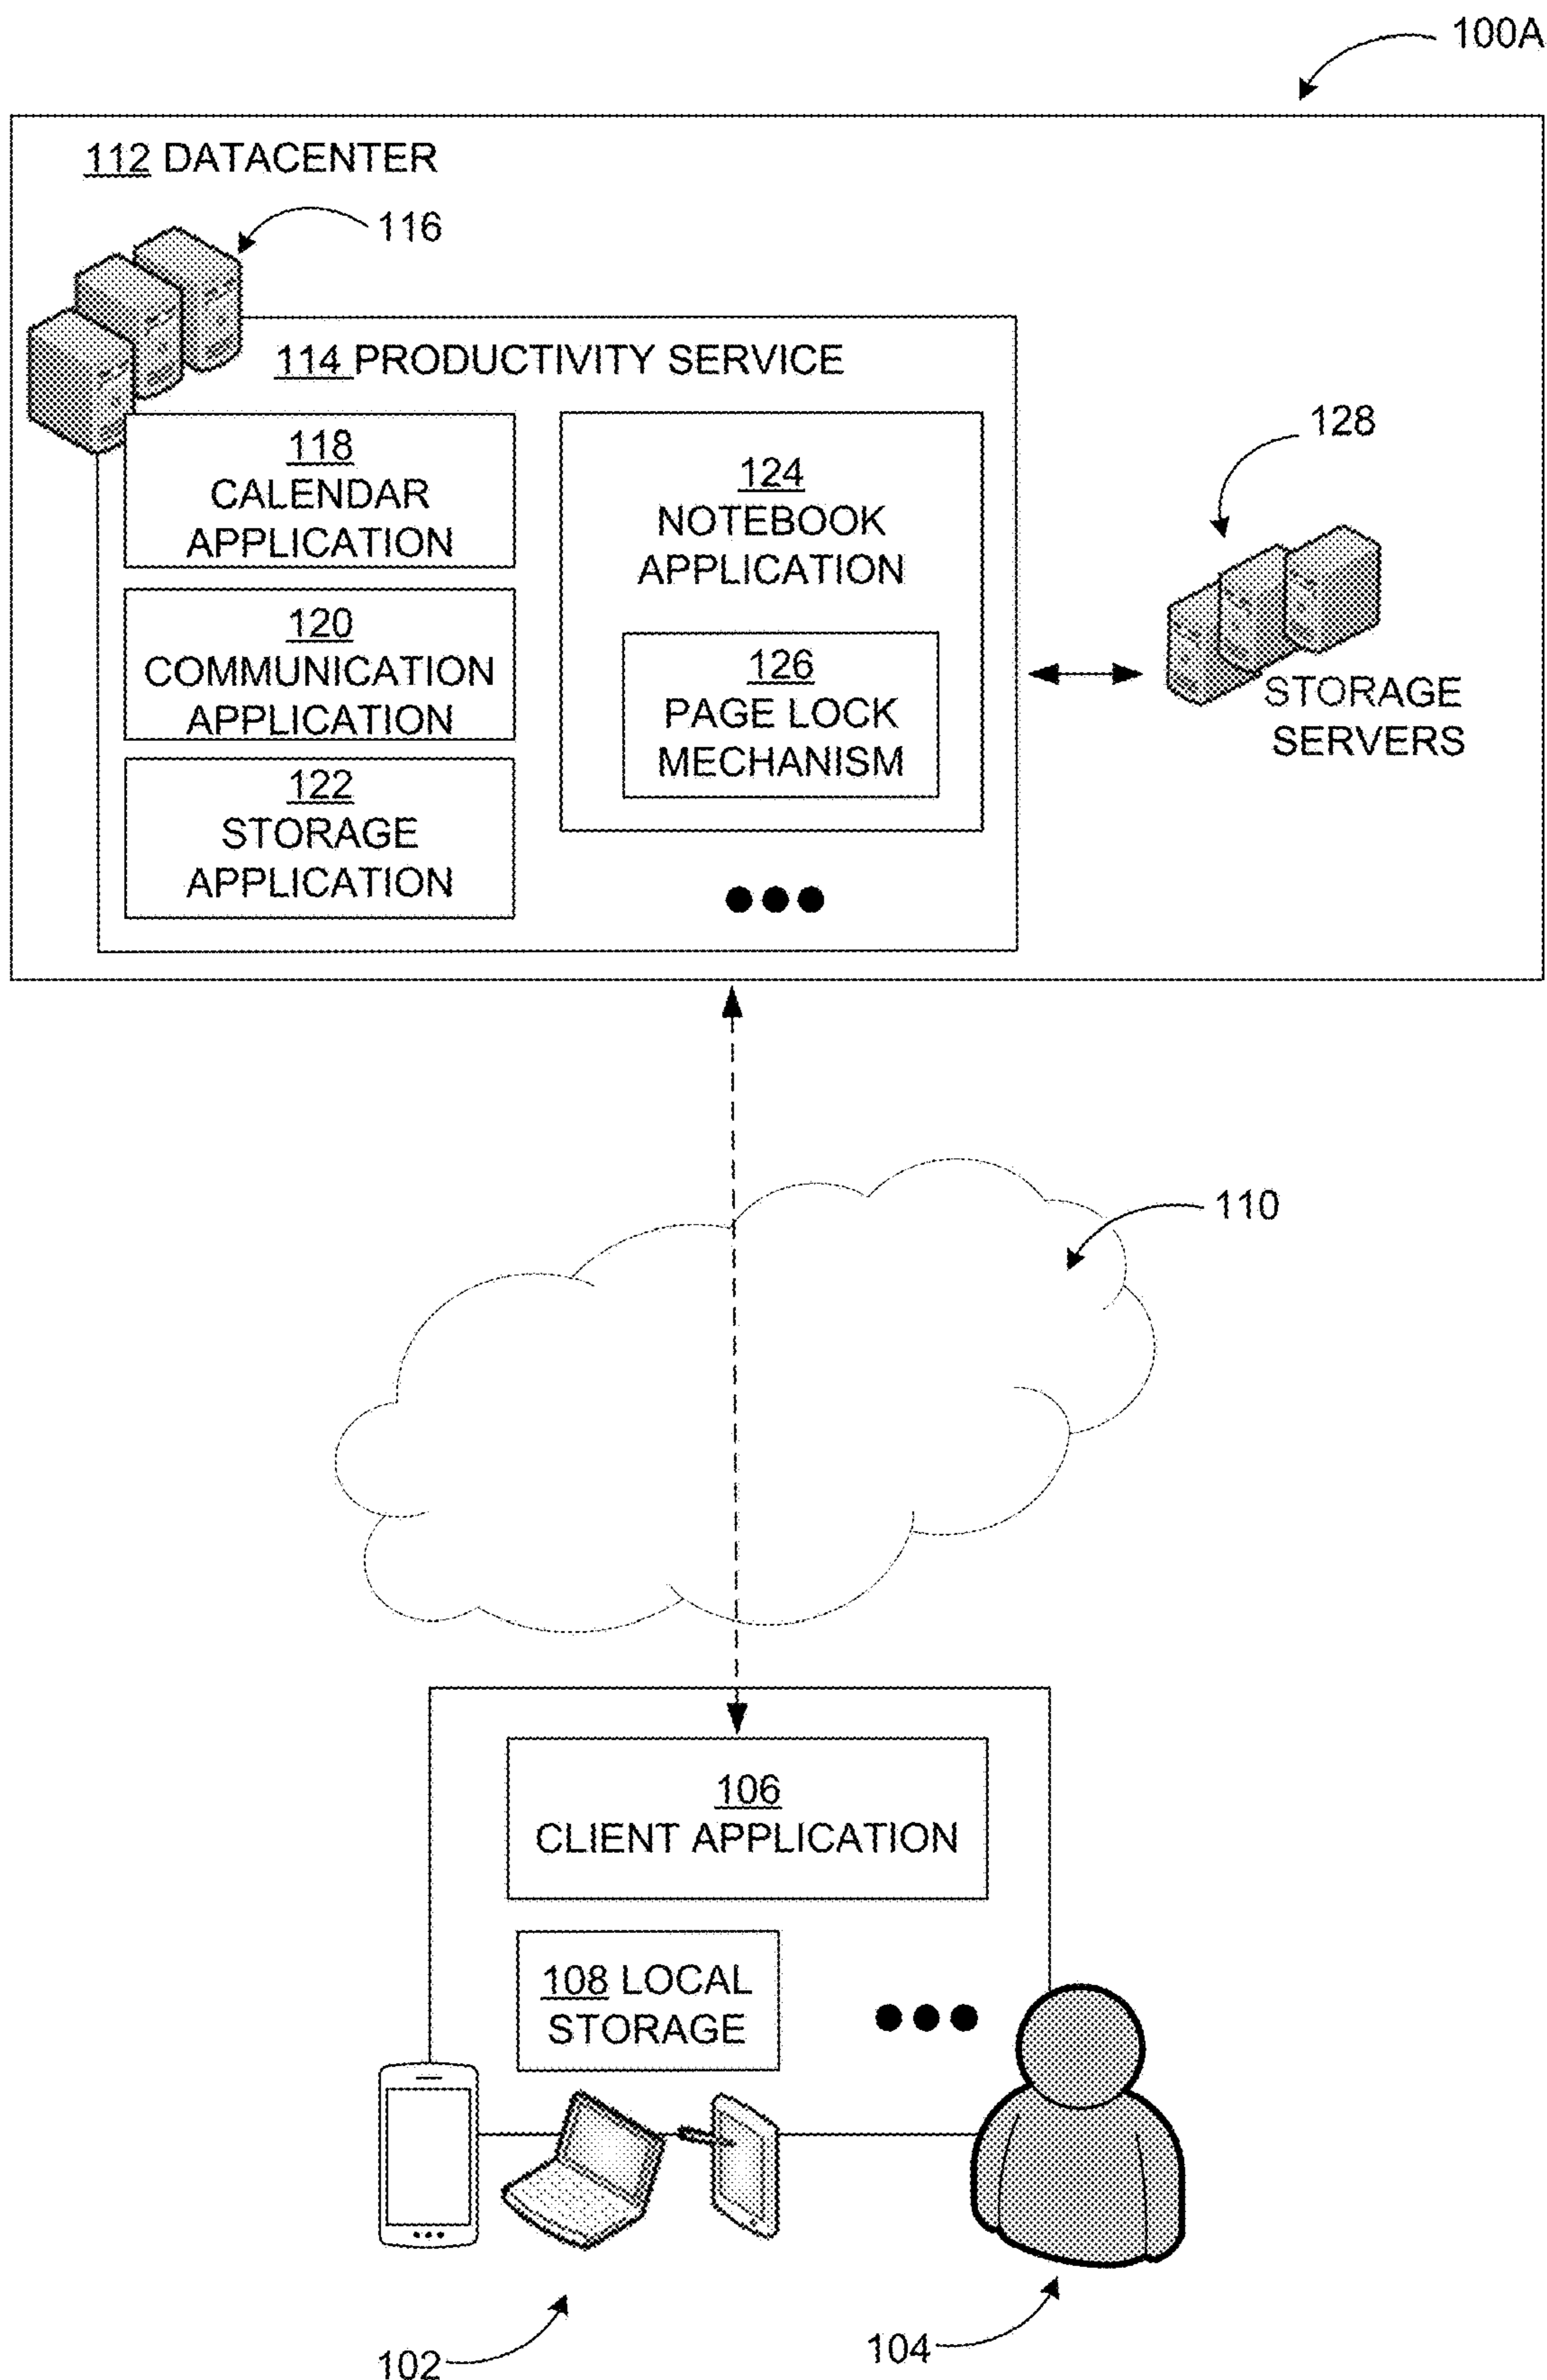 100A
112 DATACENTER
116
114 PRODUCTIVITY SERVICE
118
CALENDAR
APPLICATION
120
COMMUNICATION
APPLICATION
122
STORAGE
APPLICATION
124
NOTEBOOK
APPLICATION
126
PAGE LOCK
MECHANISM
128
STORAGE
SERVERS
110
106
CLIENT APPLICATION
108 LOCAL
STORAGE
102
104